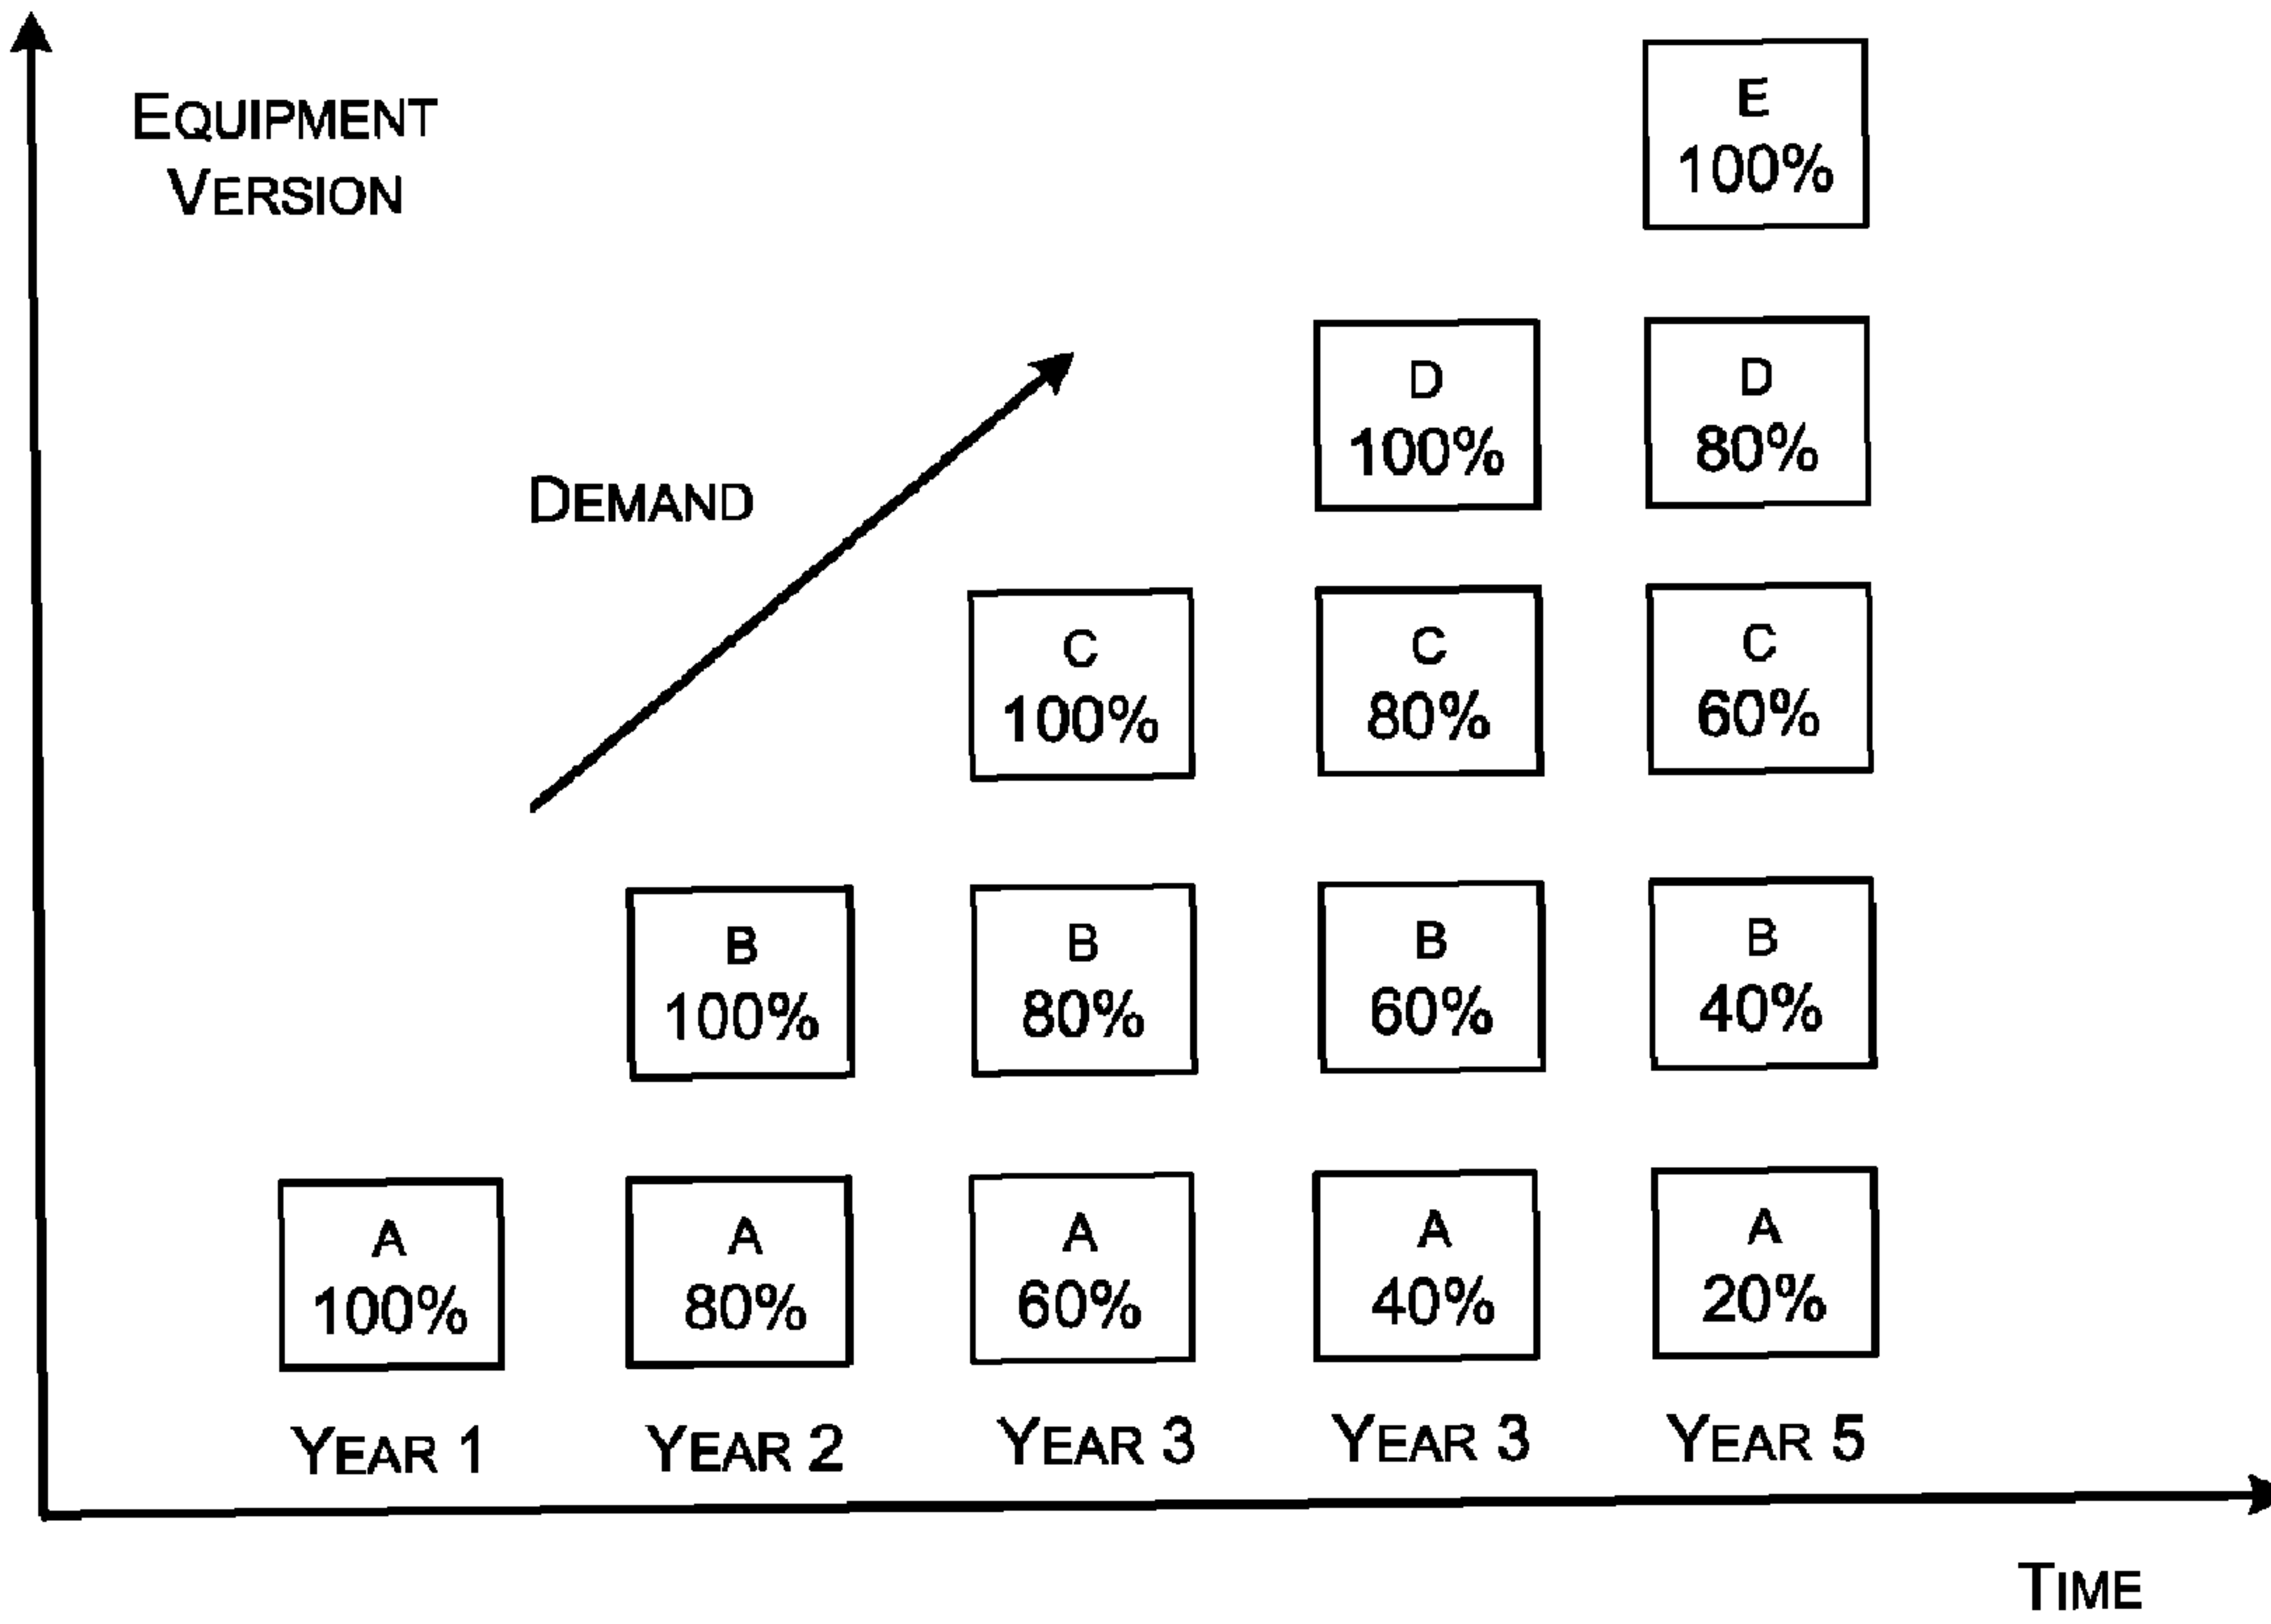 EQUIPMENT
VERSION
E
100%
D
100%
D
80%
DEMAND
C
100%
C
80%
C
60%
B
100%
B
80%
B
60%
B
40%
A
100%
A
80%
A
60%
A
40%
A
20%
YEAR 1
YEAR 2
YEAR 3
YEAR 3
YEAR 5
TIME